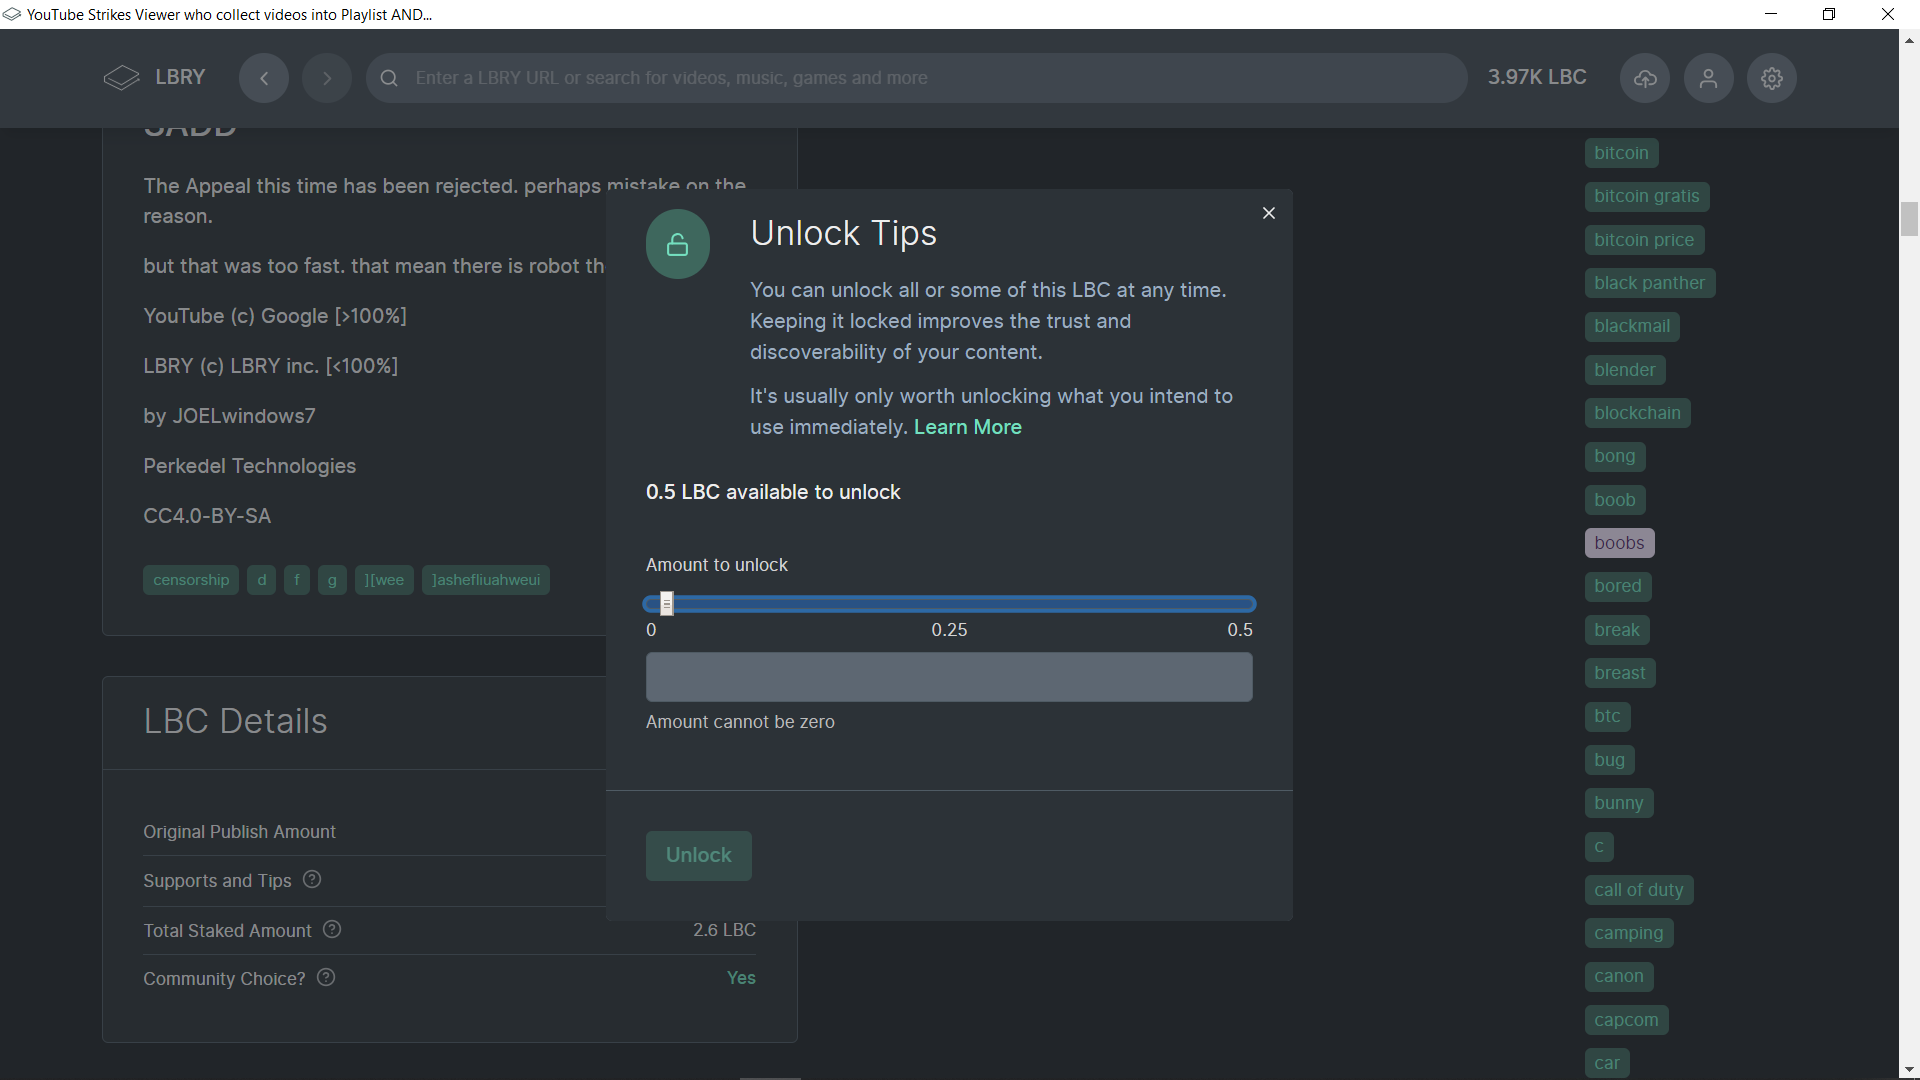 YouTube Strikes Viewer who collect videos into Playlist AND...
LBRY
Enter a LBRY URL or search for videos, music, games and more
3.97K LBC
The Appeal this time has been rejected. perhaps mistake on the
reason.
but that was too fast. that mean there is robot th
YouTube (c) Google [>100%]
LBRY (c) LBRY inc. [<100%]
by JOELwindows7
Perkedel Technologies
CC4.0-BY-SA
censorship d f g ][wee ]ashefliuahweui
LBC Details
Original Publish Amount
Supports and Tips
Total Staked Amount 2.6 LBC
Community Choice? Yes
Unlock Tips
You can unlock all or some of this LBC at any time.
Keeping it locked improves the trust and
discoverability of your content.
It's usually only worth unlocking what you intend to
use immediately. Learn More
0.5 LBC available to unlock
Amount to unlock
0 0.25 0.5
Amount cannot be zero
Unlock
bitcoin
bitcoin gratis
bitcoin price
black panther
blackmail
blender
blockchain
bong
boob
boobs
bored
break
breast
btc
bug
bunny
c
call of duty
camping
canon
capcom
car